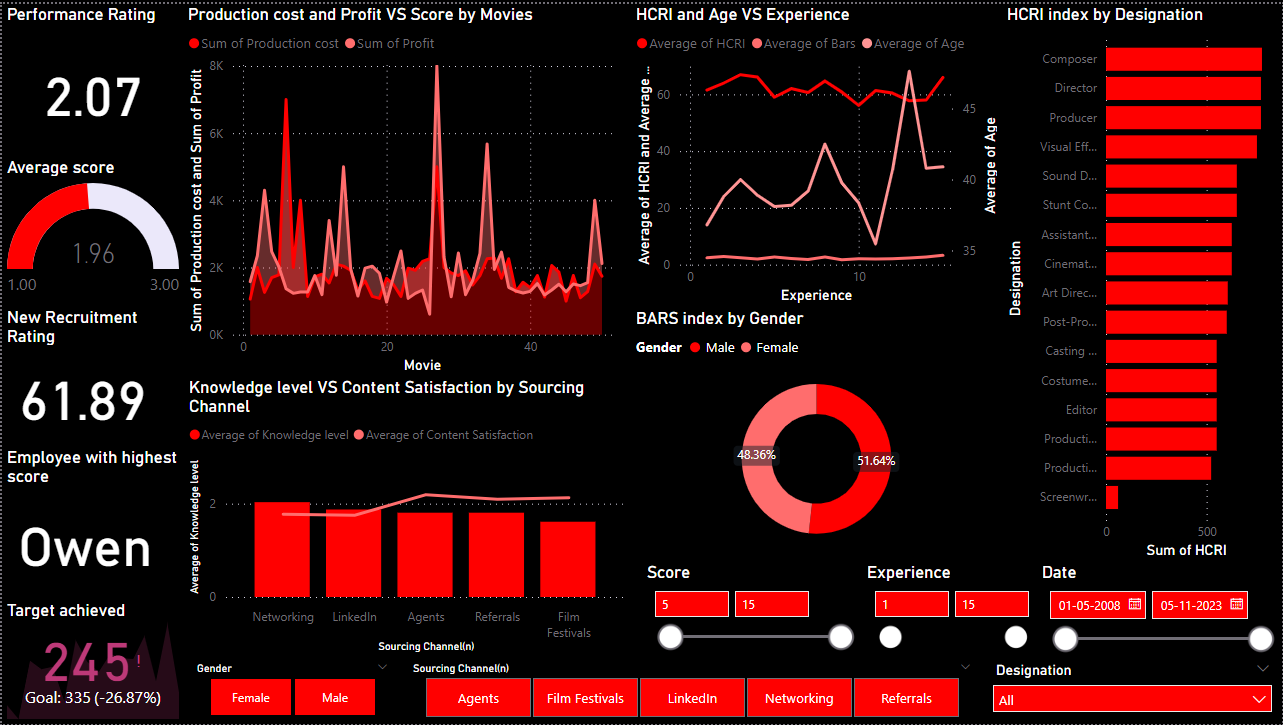 Performance Rating
2.07
Average score
1.96
1.00
3.00
New Recruitment
Rating
61.89
Employee with highest
score
Owen
Target achieved
245!
Goal: 335 (-26.87%)
Production cost and Profit VS Score by Movies
Sum of Production cost
Sum of Profit
Sum of Production cost and Sum of Profit
8K
6K
4K
2K
0K
0
20
40
Movie
Knowledge level VS Content Satisfaction by Sourcing
Channel
Average of Knowledge level
Average of Content Satisfaction
Average of Knowledge level
2
0
Networking
LinkedIn
Agents
Referrals
Film
Festivals
Sourcing Channel(n)
HCRI and Age VS Experience
Average of HCRI
Average of Bars
Average of Age
Average of HCRI and Average ...
60
40
20
0
45
40
35
Average of Age
0
10
Experience
BARS index by Gender
Gender
Male
Female
48.36%
51.64%
HCRI index by Designation
Designation
Composer
Director
Producer
Visual Eff...
Sound D...
Stunt Co...
Assistant...
Cinemat...
Art Direc...
Post-Pro...
Casting ...
Costume...
Editor
Producti...
Producti...
Screenwr...
0
500
Sum of HCRI
Score
5
15
Experience
1
15
Date
01-05-2008
05-11-2023
Gender
Female
Male
Sourcing Channel(n)
Agents
Film Festivals
LinkedIn
Networking
Referrals
Designation
All